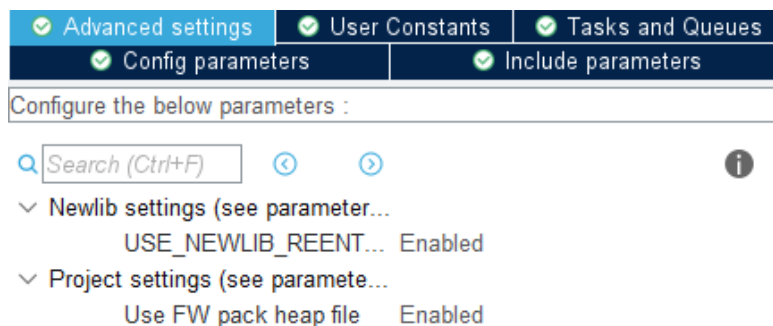 Advanced settings User Constants Tasks and Queues
Config parameters Include parameters
Configure the below parameters :
Search (Ctrl+F)
Newlib settings (see parameter...
USE_NEWLIB_REENT... Enabled
Project settings (see paramete...
Use FW pack heap file Enabled